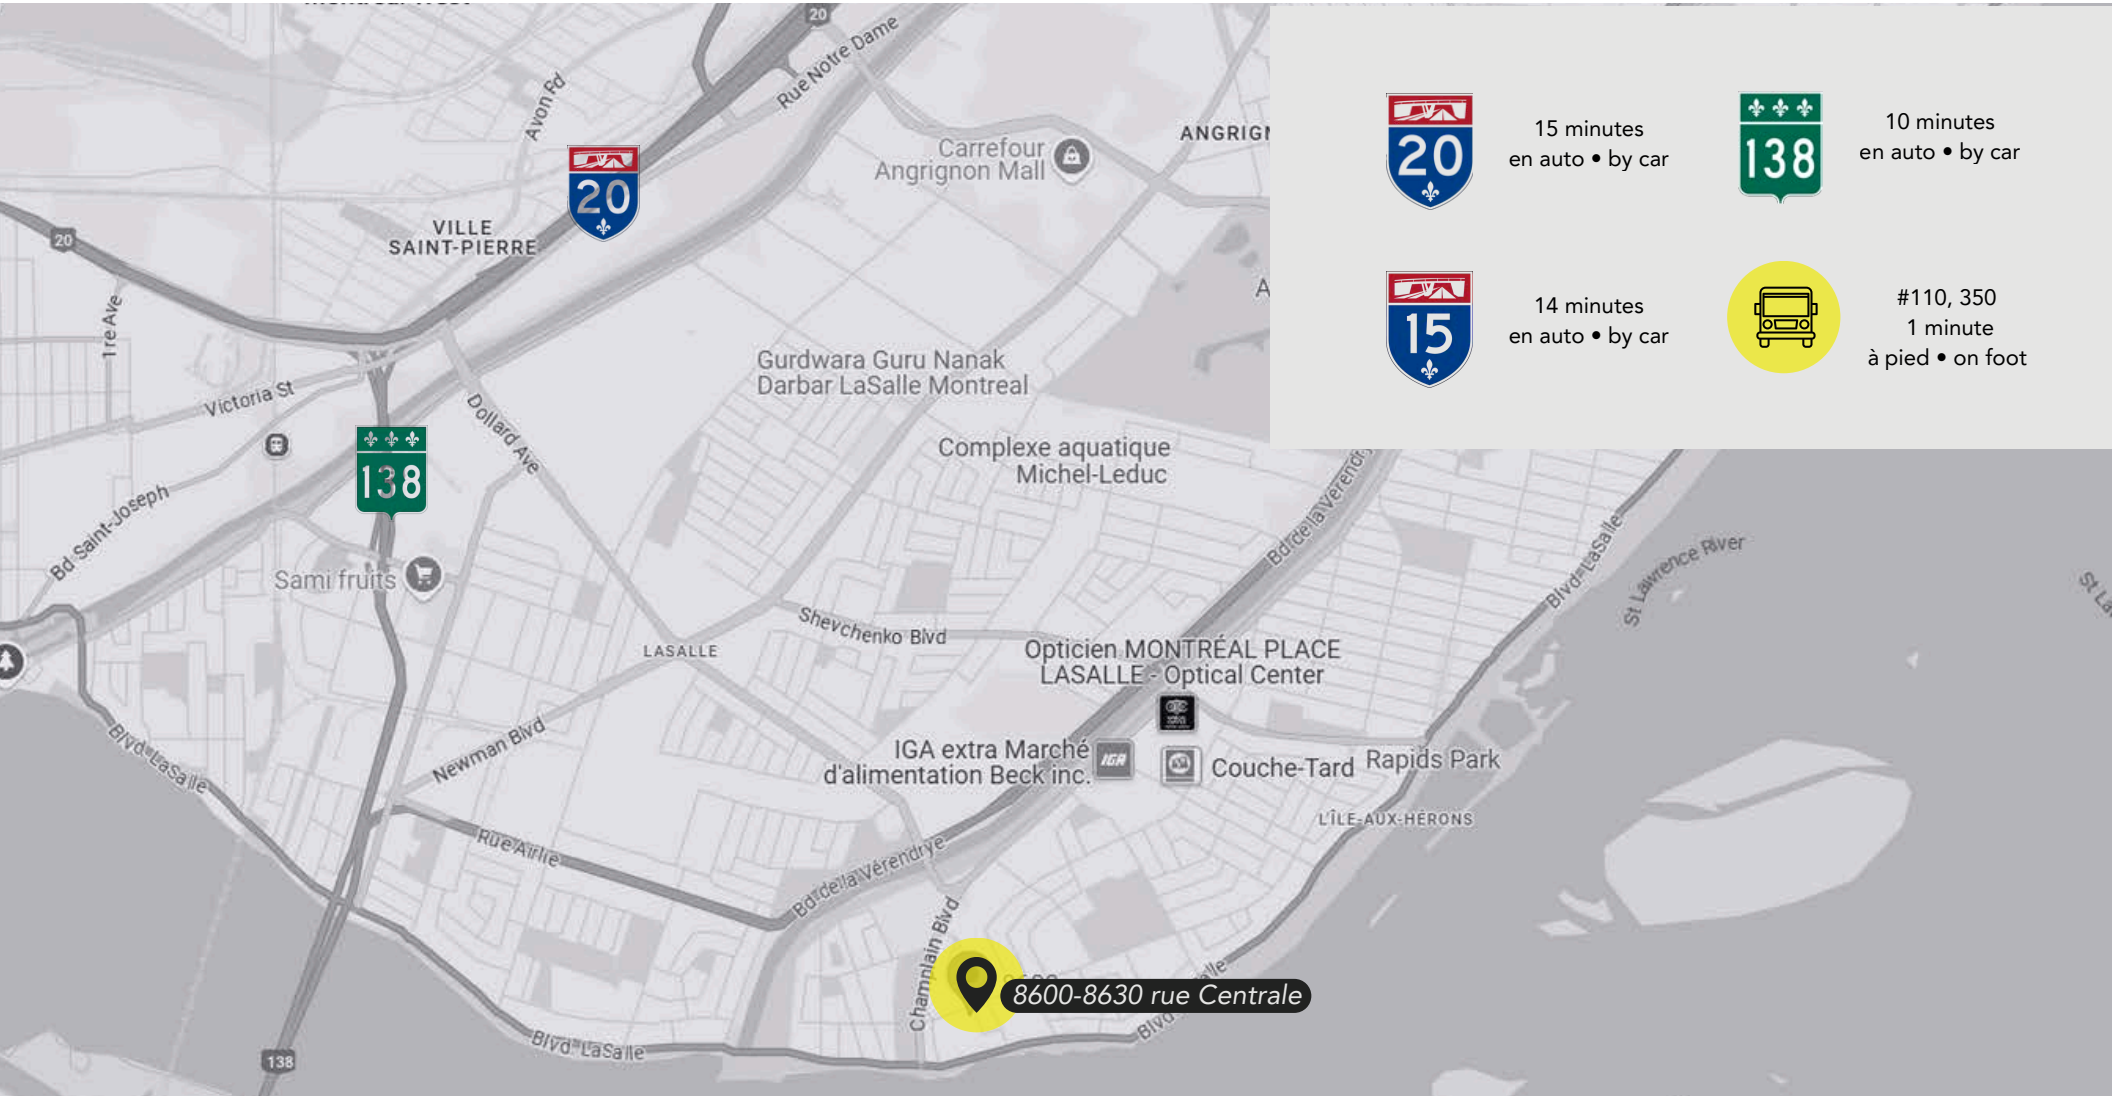 20
Rue Notre Dame
Avon Rd
20
Carrefour
Angrignon Mall
VILLE
SAINT-PIERRE
20
1re Ave
Victoria St
Dollard Ave
138
Bd Saint-Joseph
Sami fruits
Gurdwara Guru Nanak
Darbar LaSalle Montreal
Complexe aquatique
Michel-Leduc
Bd de la Vérendrye
Blvd. LaSalle
St Lawrence River
Shevchenko Blvd
LASALLE
Opticien MONTRÉAL PLACE
LASALLE - Optical Center
Newman Blvd
Blvd. LaSalle
IGA extra Marché
d'alimentation Beck inc.
IGA
Couche-Tard
Rapids Park
L'ÎLE-AUX-HÉRONS
Rue Airlie
Bd de la Vérendrye
Champlain Blvd
8600-8630 rue Centrale
Blvd. LaSalle
138
20
15 minutes
en auto • by car
138
10 minutes
en auto • by car
15
14 minutes
en auto • by car
#110, 350
1 minute
à pied • on foot